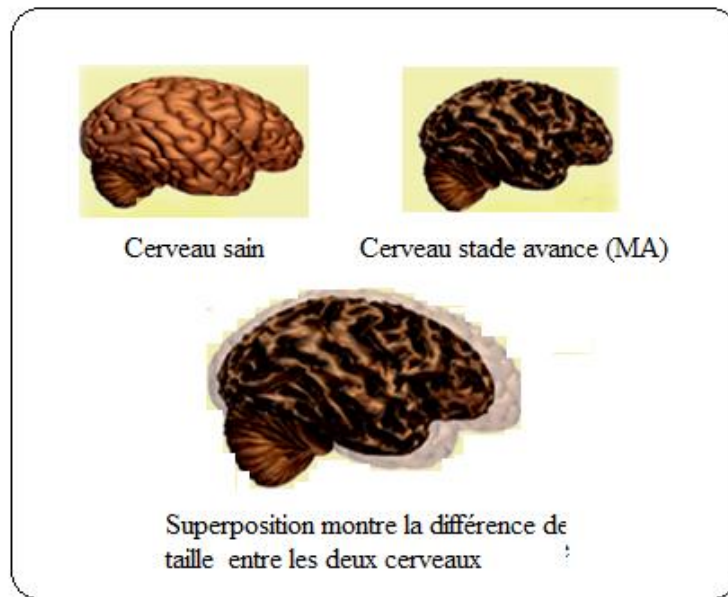 Cerveau sain
Cerveau stade avance (MA)
Superposition montre la différence de
taille entre les deux cerveaux